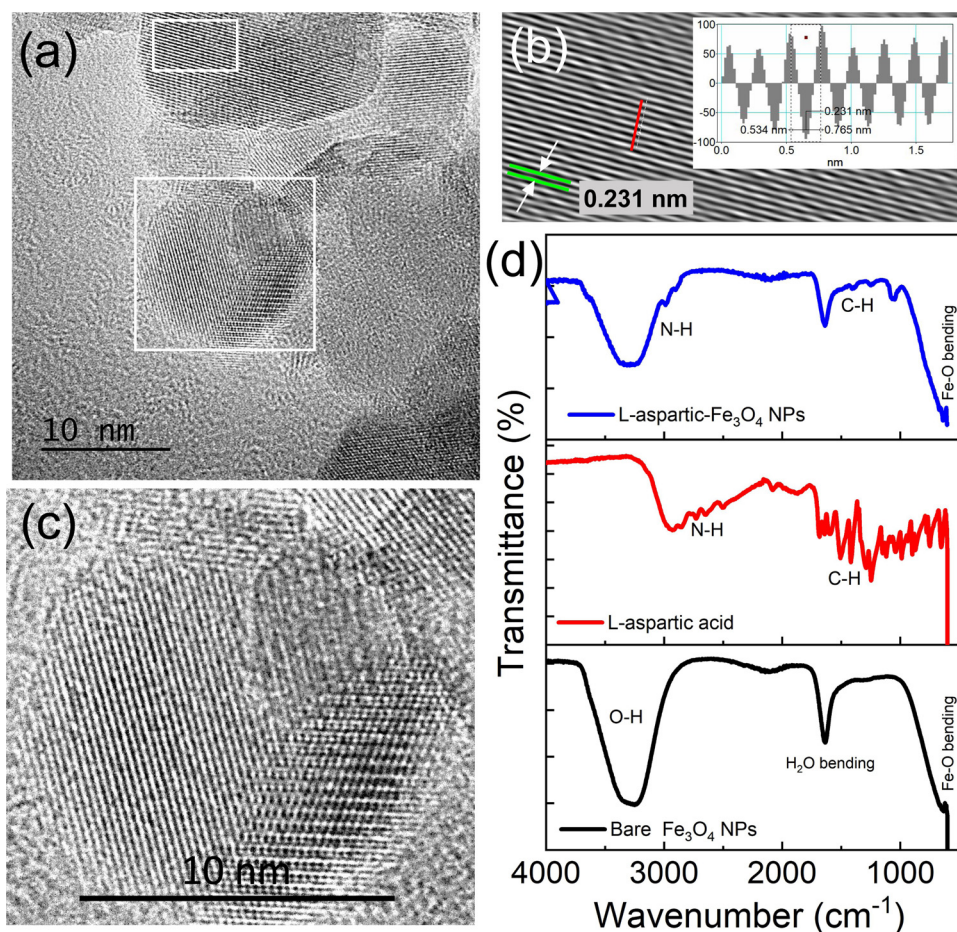 (a)
10 nm
(b)
100
50
0
-50
-100
0.231 nm
0.534 nm
0.765 nm
0.0
0.5
1.0
1.5
nm
0.231 nm
(c)
10 nm
(d)
Transmittance (%)
N-H
C-H
Fe-O bending
L-aspartic-Fe₃O₄ NPs
N-H
C-H
L-aspartic acid
O-H
H₂O bending
Fe-O bending
Bare Fe₃O₄ NPs
4000
3000
2000
1000
Wavenumber (cm⁻¹)